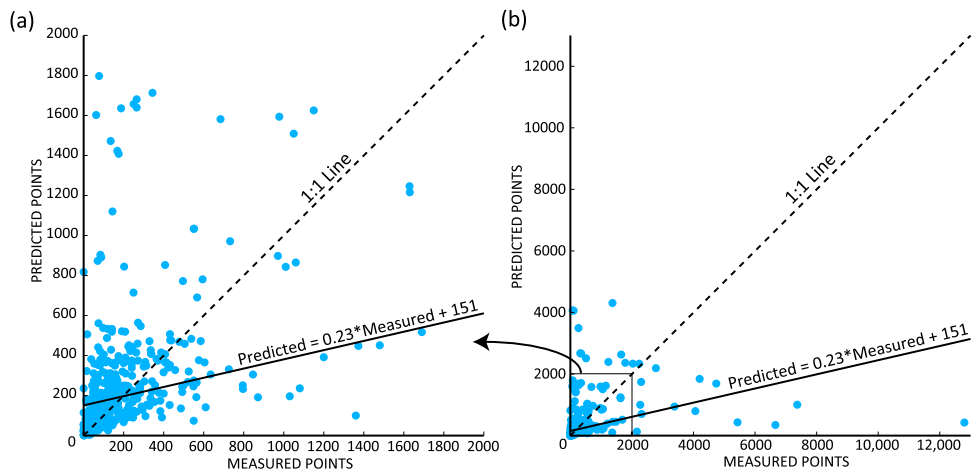 (a)
2000
1800
1600
1400
1200
1000
800
600
400
200
0
PREDICTED POINTS
1:1 Line
Predicted = 0.23*Measured + 151
200 400 600 800 1000 1200 1400 1600 1800 2000
MEASURED POINTS
(b)
12000
10000
8000
6000
4000
2000
0
PREDICTED POINTS
1:1 Line
Predicted = 0.23*Measured + 151
0 2000 4000 6000 8000 10,000 12,000
MEASURED POINTS